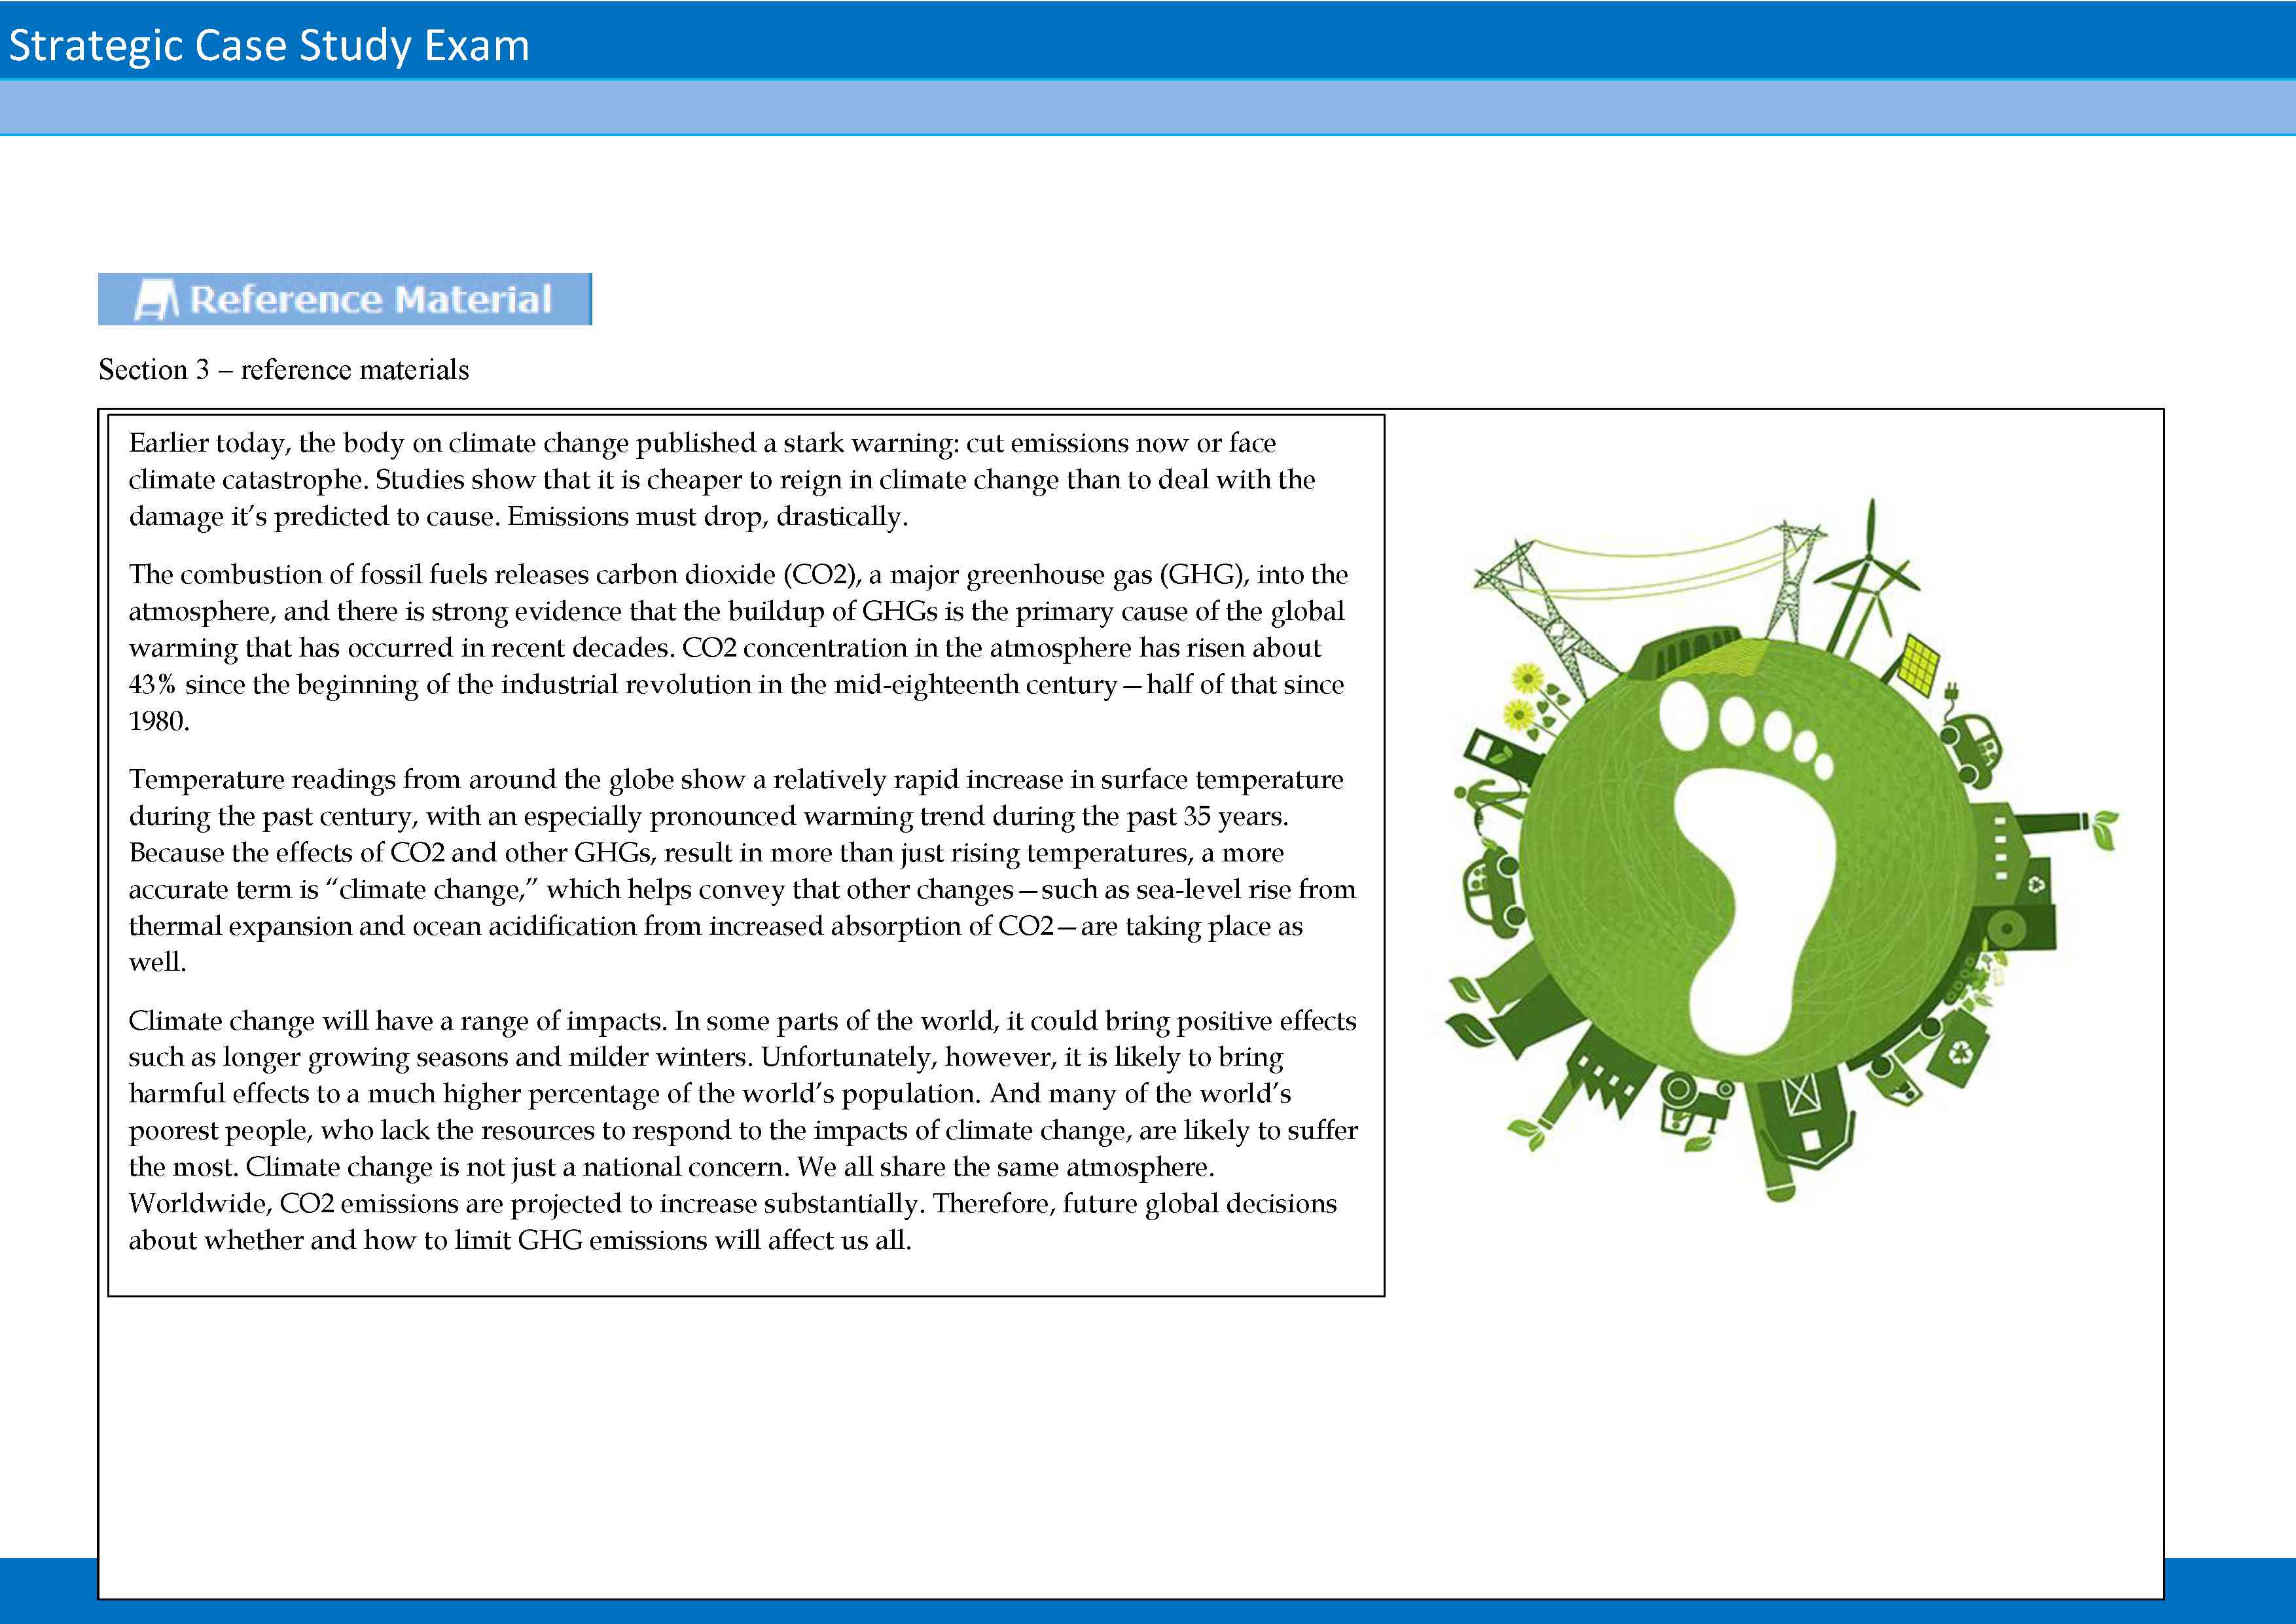 Strategic Case Study Exam
Reference Material
Section 3 – reference materials
Earlier today, the body on climate change published a stark warning: cut emissions now or face
climate catastrophe. Studies show that it is cheaper to reign in climate change than to deal with the
damage it’s predicted to cause. Emissions must drop, drastically.
The combustion of fossil fuels releases carbon dioxide (CO2), a major greenhouse gas (GHG), into the
atmosphere, and there is strong evidence that the buildup of GHGs is the primary cause of the global
warming that has occurred in recent decades. CO2 concentration in the atmosphere has risen about
43% since the beginning of the industrial revolution in the mid-eighteenth century—half of that since
1980.
Temperature readings from around the globe show a relatively rapid increase in surface temperature
during the past century, with an especially pronounced warming trend during the past 35 years.
Because the effects of CO2 and other GHGs, result in more than just rising temperatures, a more
accurate term is “climate change,” which helps convey that other changes—such as sea-level rise from
thermal expansion and ocean acidification from increased absorption of CO2—are taking place as
well.
Climate change will have a range of impacts. In some parts of the world, it could bring positive effects
such as longer growing seasons and milder winters. Unfortunately, however, it is likely to bring
harmful effects to a much higher percentage of the world’s population. And many of the world’s
poorest people, who lack the resources to respond to the impacts of climate change, are likely to suffer
the most. Climate change is not just a national concern. We all share the same atmosphere.
Worldwide, CO2 emissions are projected to increase substantially. Therefore, future global decisions
about whether and how to limit GHG emissions will affect us all.